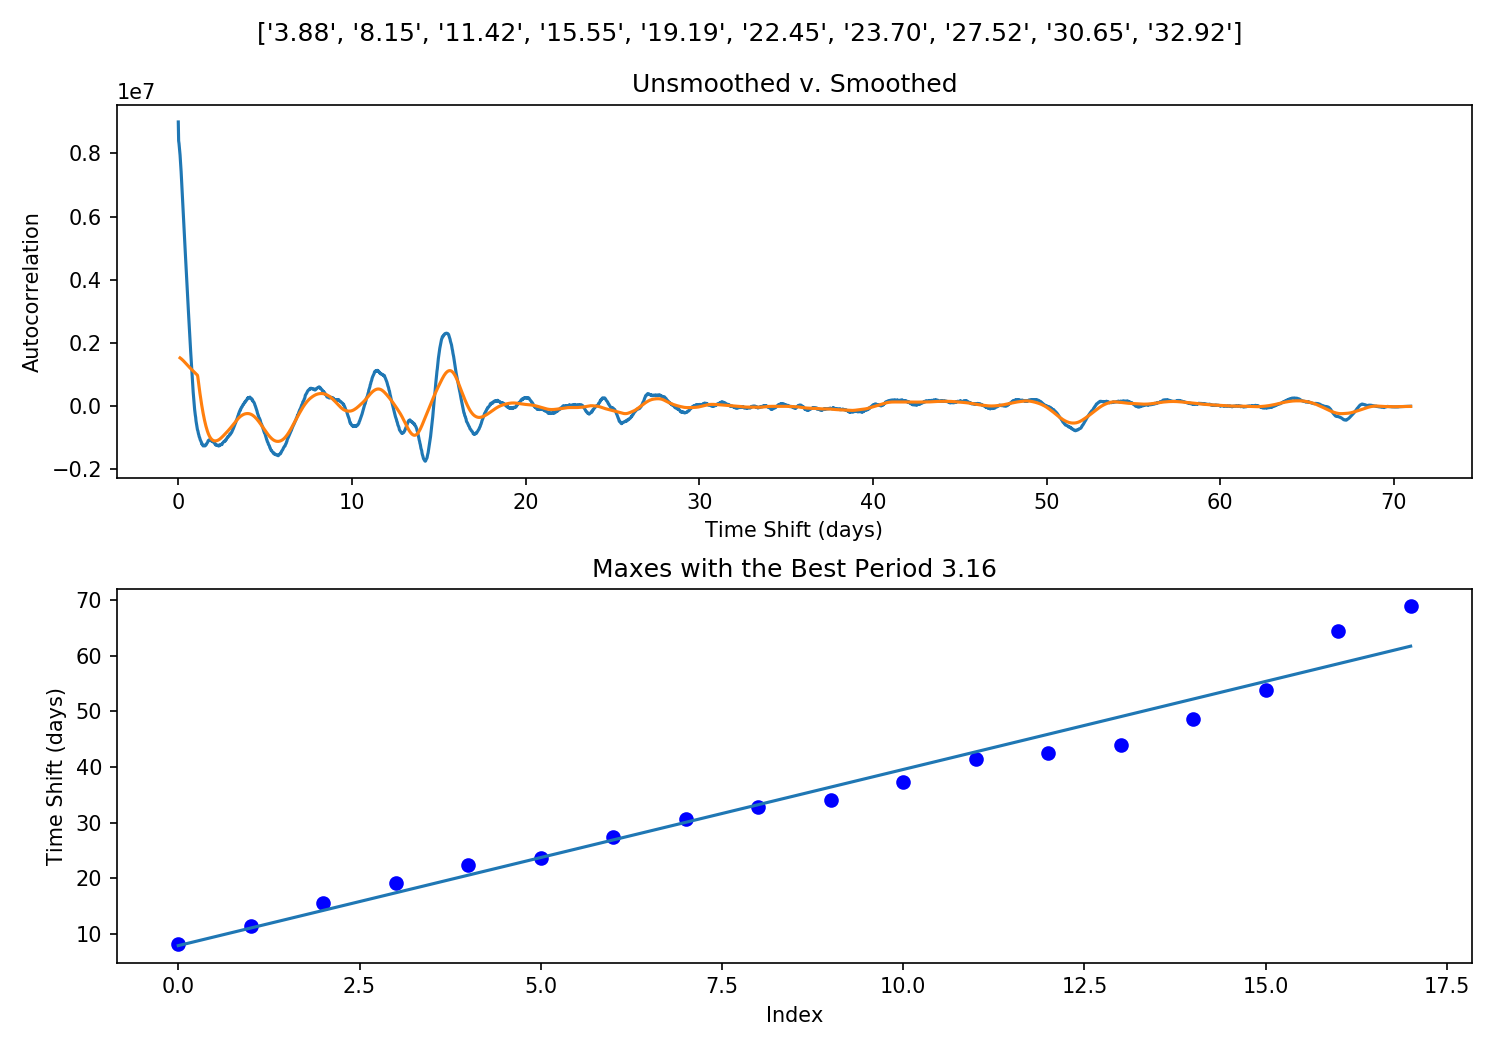 ['3.88', '8.15', '11.42', '15.55', '19.19', '22.45', '23.70', '27.52', '30.65', '32.92']
Unsmoothed v. Smoothed
1e7
0.8
0.6
0.4
0.2
0.0
−0.2
Autocorrelation
0 10 20 30 40 50 60 70
Time Shift (days)
Maxes with the Best Period 3.16
70
60
50
40
30
20
10
Time Shift (days)
0.0 2.5 5.0 7.5 10.0 12.5 15.0 17.5
Index